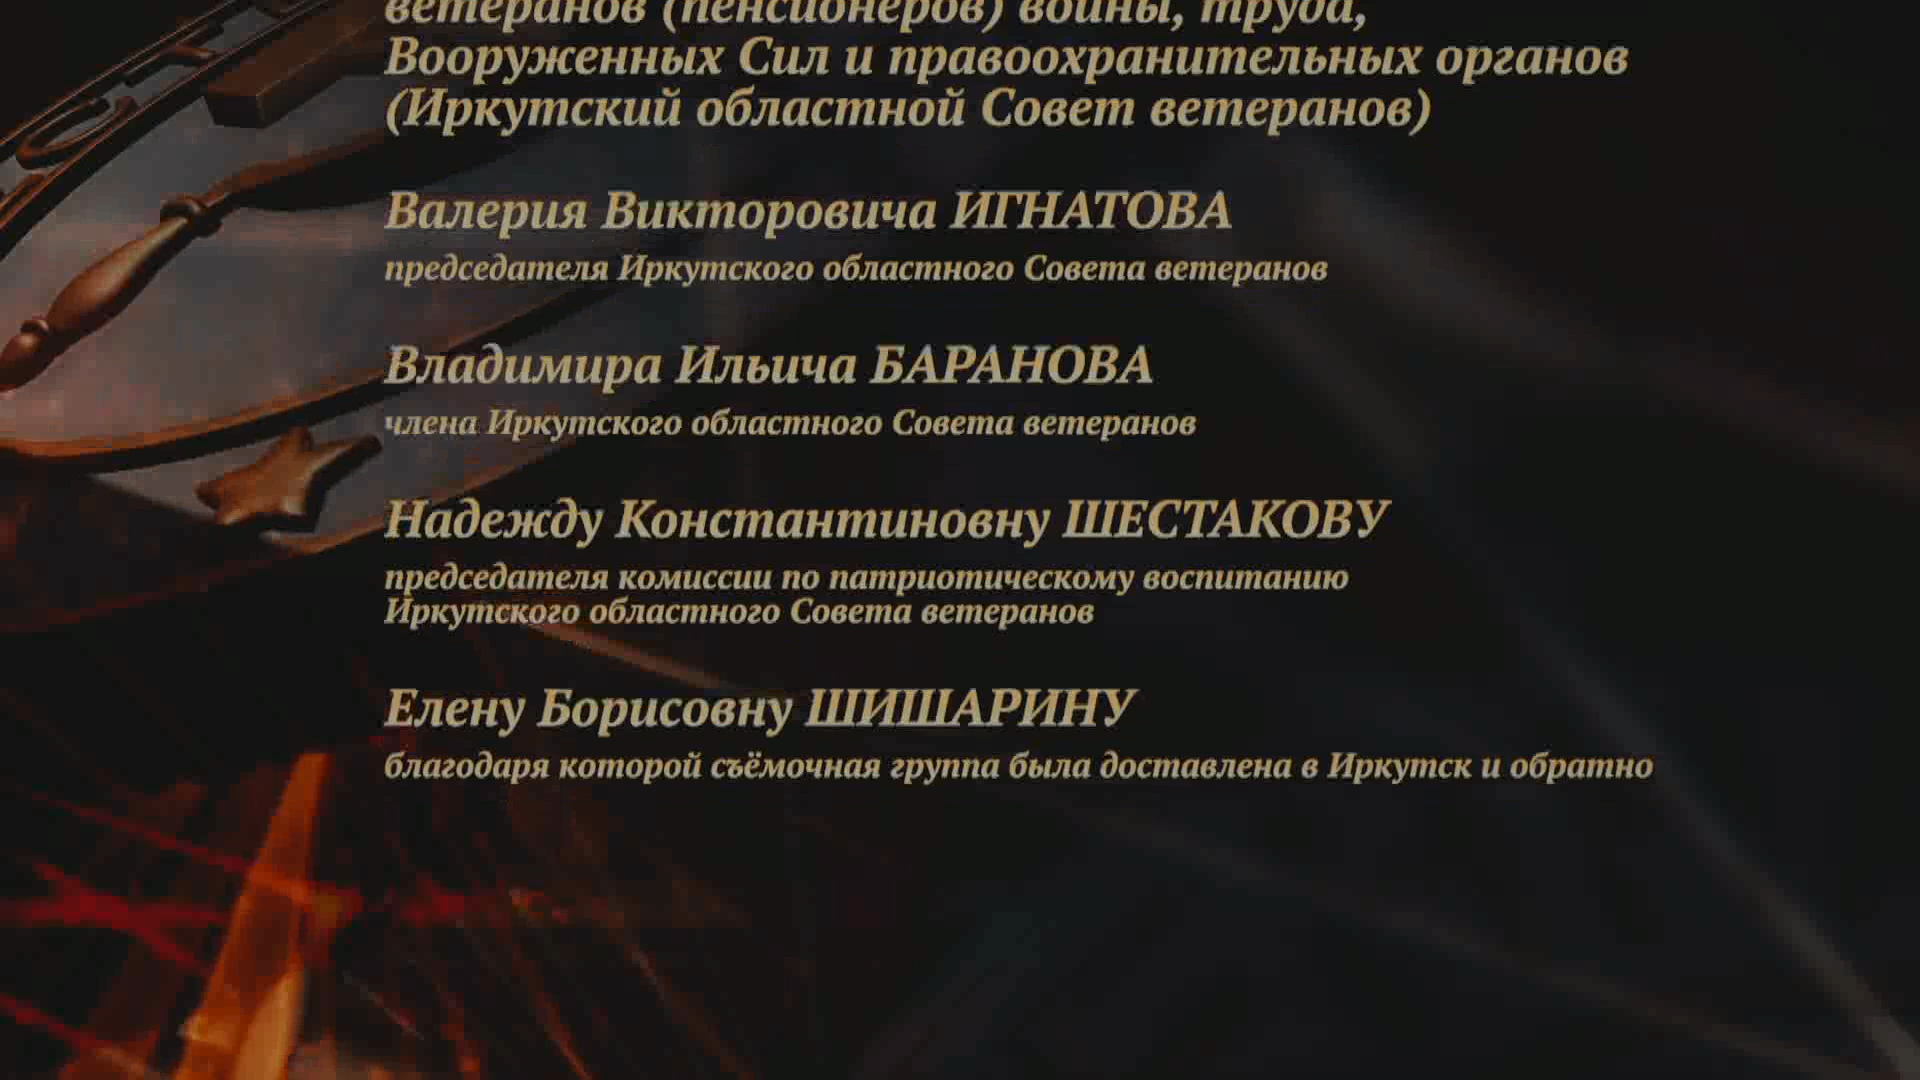 ветеранов (пенсионеров) войны, труда,
Вооруженных Сил и правоохранительных органов
(Иркутский областной Совет ветеранов)
Валерия Викторовича ИГНАТОВА
председателя Иркутского областного Совета ветеранов
Владимира Ильича БАРАНОВА
члена Иркутского областного Совета ветеранов
Надежду Константиновну ШЕСТАКОВУ
председателя комиссии по патриотическому воспитанию
Иркутского областного Совета ветеранов
Елену Борисовну ШИШАРИНУ
благодаря которой съёмочная группа была доставлена в Иркутск и обратно